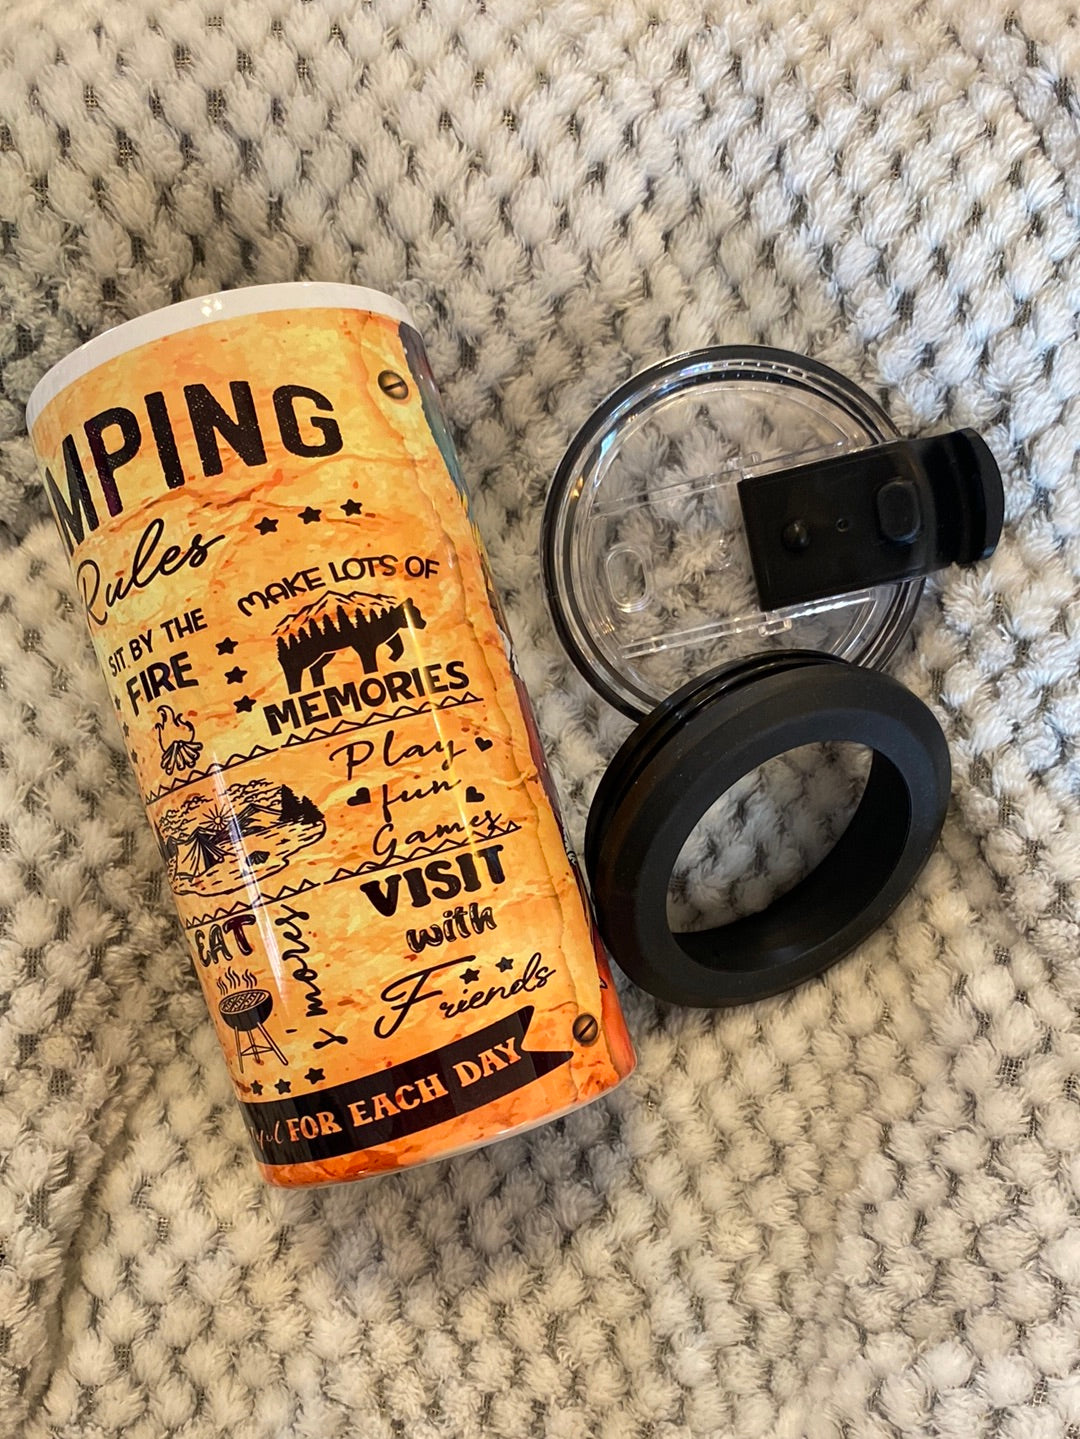 MPING
Rules
SIT BY THE
FIRE
MAKE LOTS OF
MEMORIES
Play
fun
Games
VISIT
with
Friends
EAT
s'mores
FOR EACH DAY